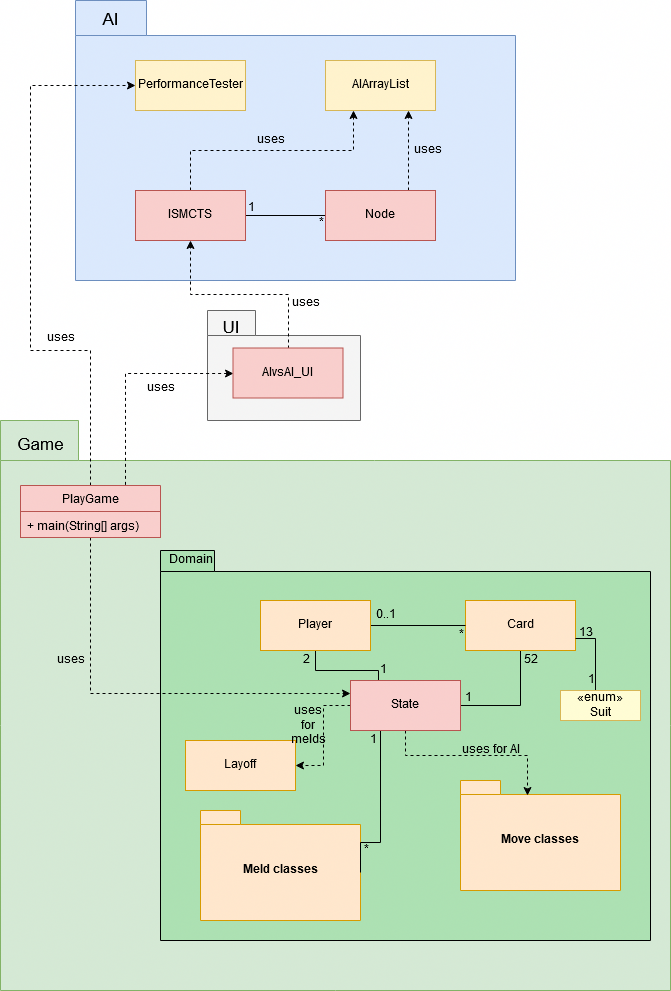 AI
PerformanceTester
AIArrayList
uses
uses
ISMCTS
1
*
Node
uses
UI
uses
AIvsAI_UI
uses
Game
PlayGame
+ main(String[] args)
Domain
Player
0..1
*
Card
13
2
1
52
1
«enum»
Suit
uses
State
1
uses
for
melds
1
uses for AI
Layoff
Move classes
*
Meld classes